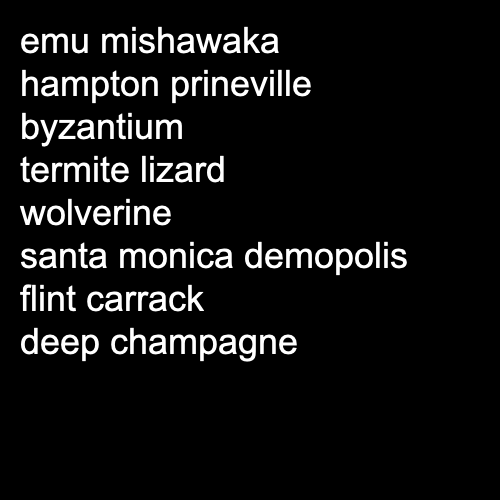 emu mishawaka
hampton prineville
byzantium
termite lizard
wolverine
santa monica demopolis
flint carrack
deep champagne